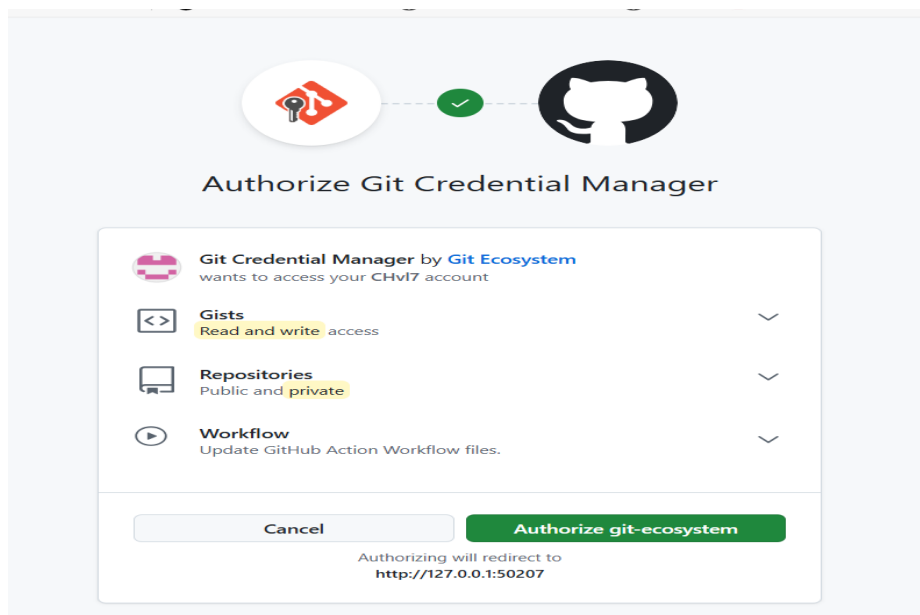 Authorize Git Credential Manager
Git Credential Manager by Git Ecosystem
wants to access your CHvl7 account
Gists
Read and write access
Repositories
Public and private
Workflow
Update GitHub Action Workflow files.
Cancel
Authorize git-ecosystem
Authorizing will redirect to
http://127.0.0.1:50207